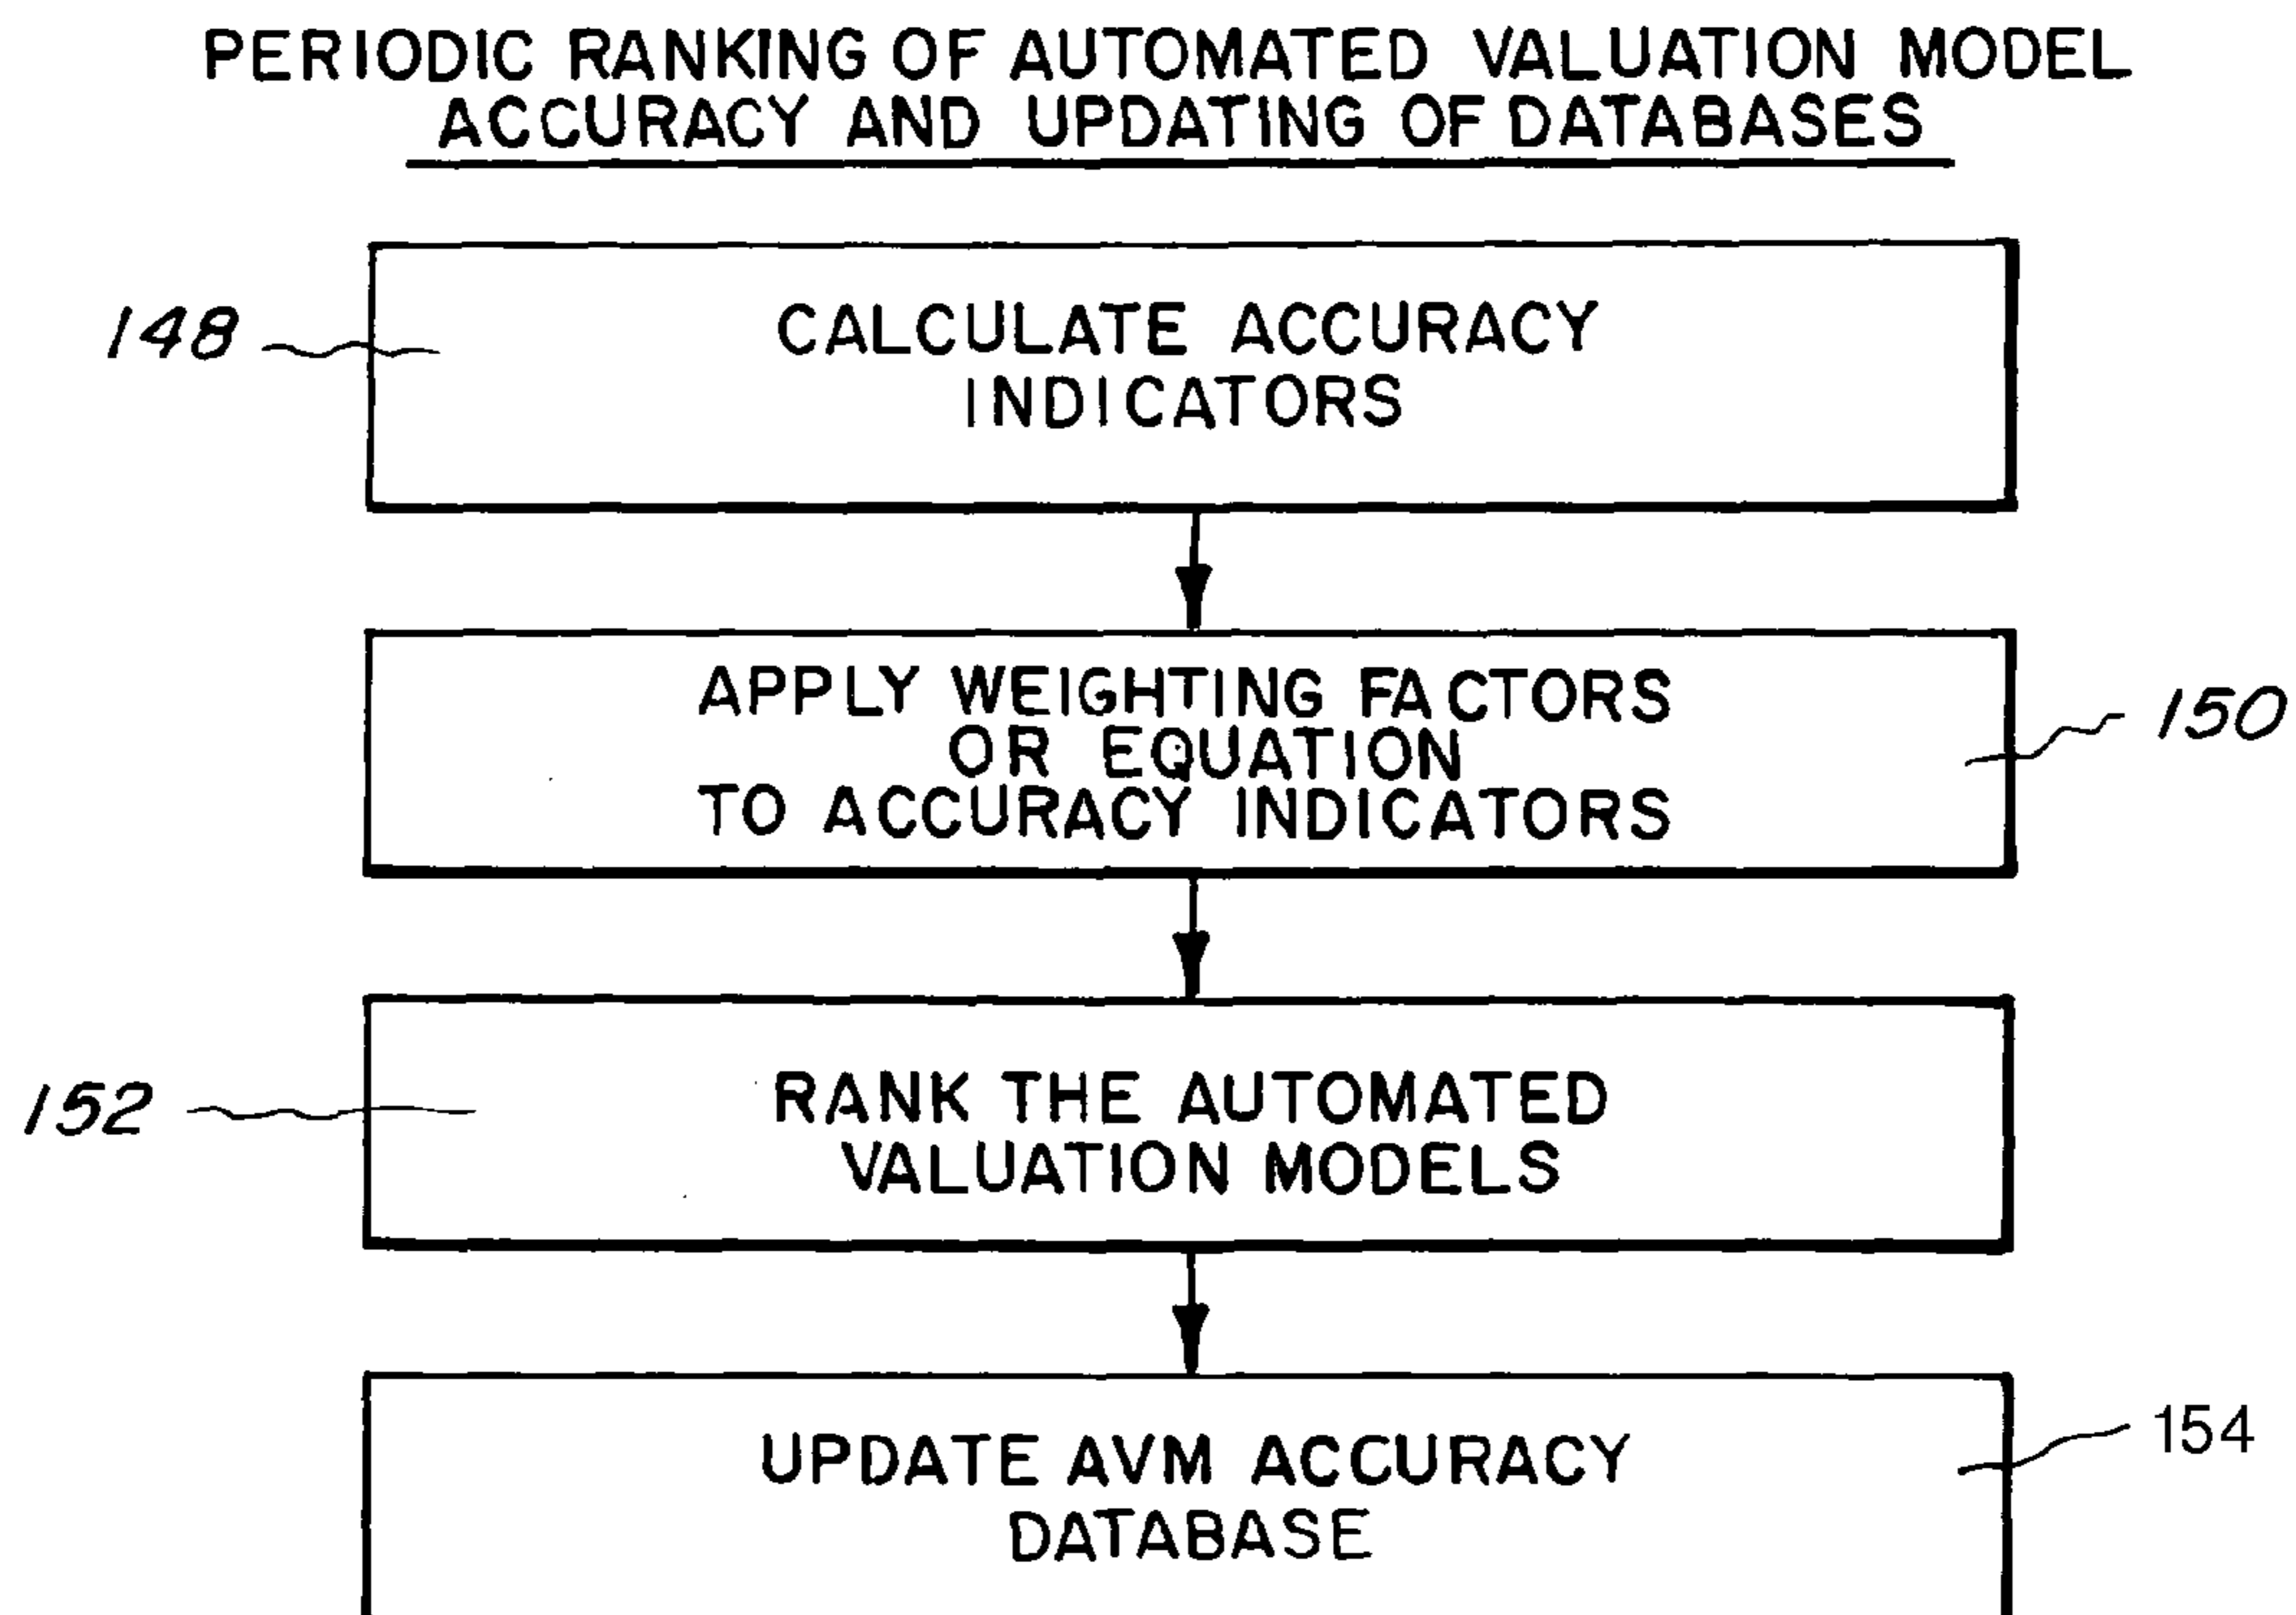 PERIODIC RANKING OF AUTOMATED VALUATION MODEL
ACCURACY AND UPDATING OF DATABASES
148
CALCULATE ACCURACY
INDICATORS
APPLY WEIGHTING FACTORS
OR EQUATION
TO ACCURACY INDICATORS
150
152
RANK THE AUTOMATED
VALUATION MODELS
UPDATE AVM ACCURACY
DATABASE
154